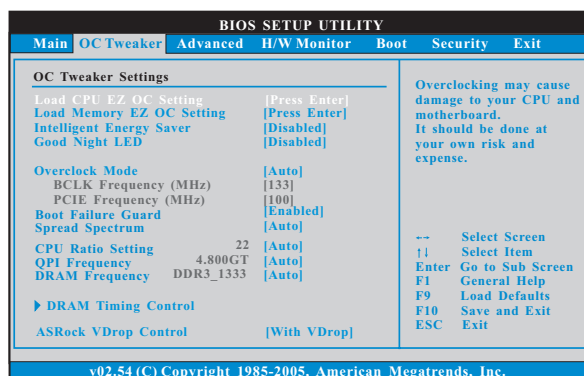 BIOS SETUP UTILITY
Main OC Tweaker Advanced H/W Monitor Boot Security Exit
OC Tweaker Settings
Load CPU EZ OC Setting [Press Enter]
Load Memory EZ OC Setting [Press Enter]
Intelligent Energy Saver [Disabled]
Good Night LED [Disabled]
Overclock Mode [Auto]
BCLK Frequency (MHz) [133]
PCIE Frequency (MHz) [100]
Boot Failure Guard [Enabled]
Spread Spectrum [Auto]
CPU Ratio Setting 22 [Auto]
QPI Frequency 4.800GT [Auto]
DRAM Frequency DDR3_1333 [Auto]
DRAM Timing Control
ASRock VDrop Control [With VDrop]
Overclocking may cause
damage to your CPU and
motherboard.
It should be done at
your own risk and
expense.
←→ Select Screen
↑↓ Select Item
Enter Go to Sub Screen
F1 General Help
F9 Load Defaults
F10 Save and Exit
ESC Exit
v02.54 (C) Copyright 1985-2005, American Megatrends, Inc.